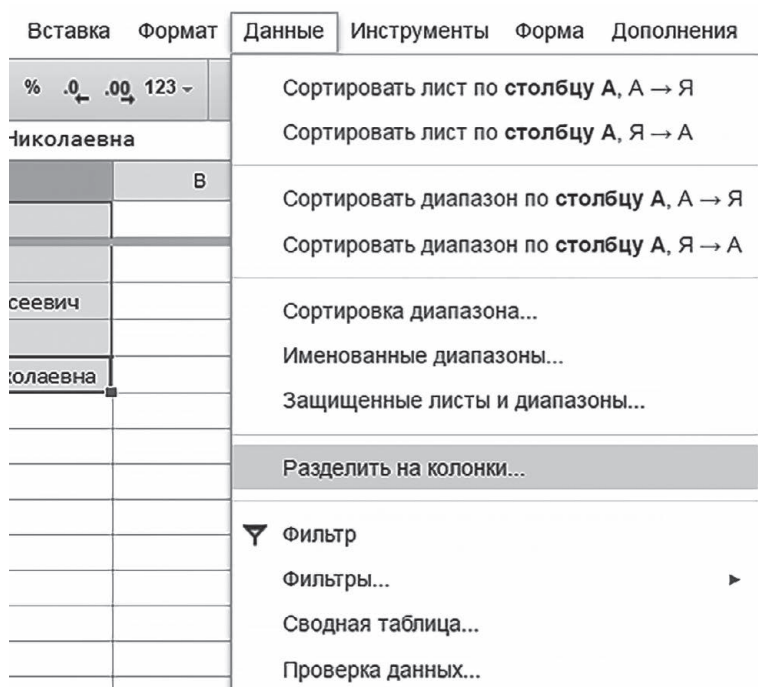 Вставка Формат Данные Инструменты Форма Дополнения
% .0 .00 123
Николаевна
B
сеевич
колаевна
Сортировать лист по столбцу A, А → Я
Сортировать лист по столбцу A, Я → А
Сортировать диапазон по столбцу A, А → Я
Сортировать диапазон по столбцу A, Я → А
Сортировка диапазона...
Именованные диапазоны...
Защищенные листы и диапазоны...
Разделить на колонки...
Фильтр
Фильтры...
Сводная таблица...
Проверка данных...